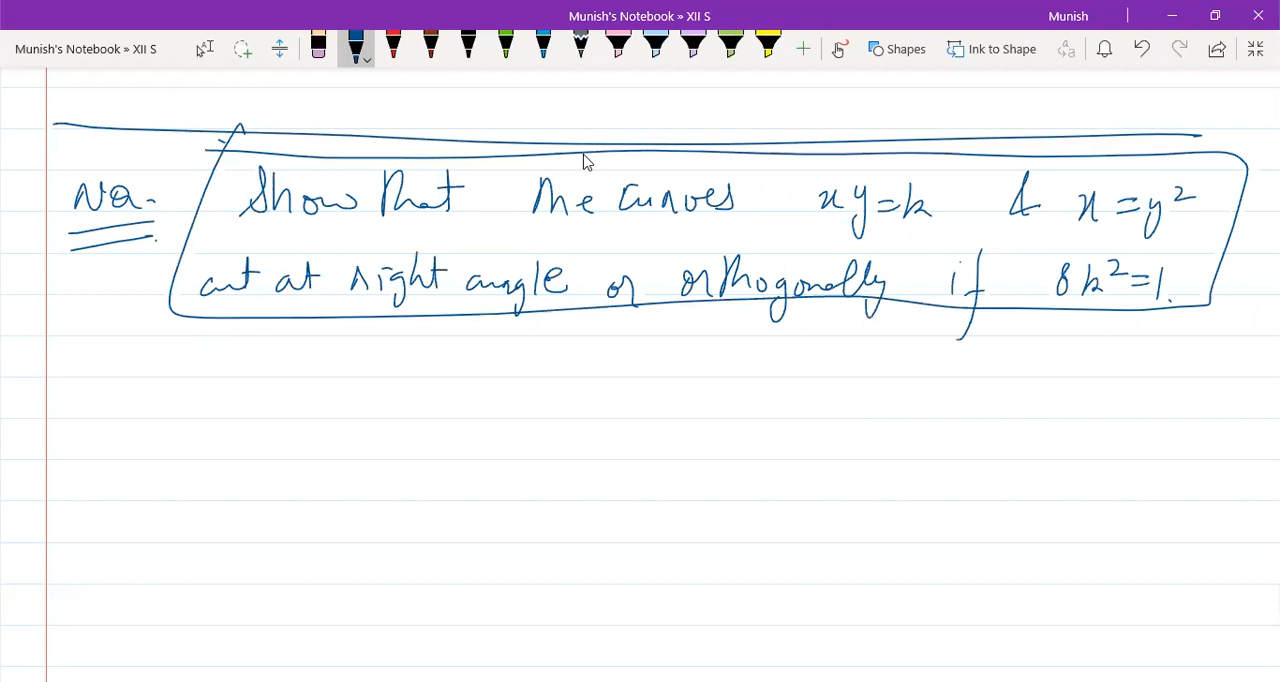 Munish's Notebook » XII S
Munish
Munish's Notebook » XII S
Shapes
Ink to Shape
NQ.
Show that the curves xy = k & x = y²
cut at right angle or orthogonally if 8k² = 1.